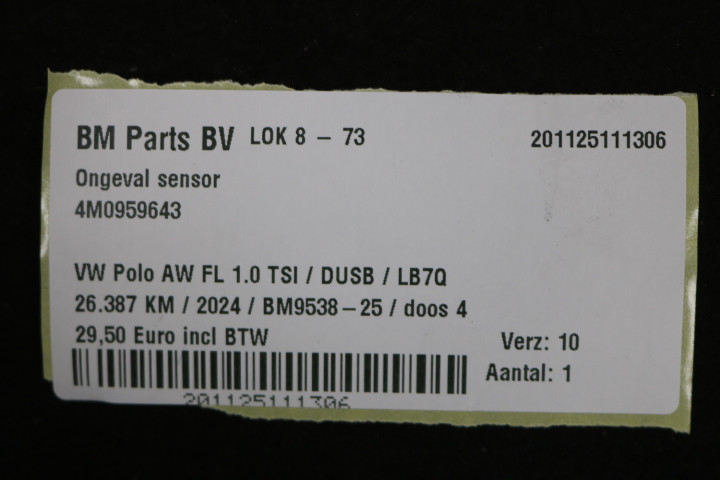 BM Parts BV LOK 8 – 73 201125111306
Ongeval sensor
4M0959643
VW Polo AW FL 1.0 TSI / DUSB / LB7Q
26.387 KM / 2024 / BM9538–25 / doos 4
29,50 Euro incl BTW Verz: 10
Aantal: 1
201125111306